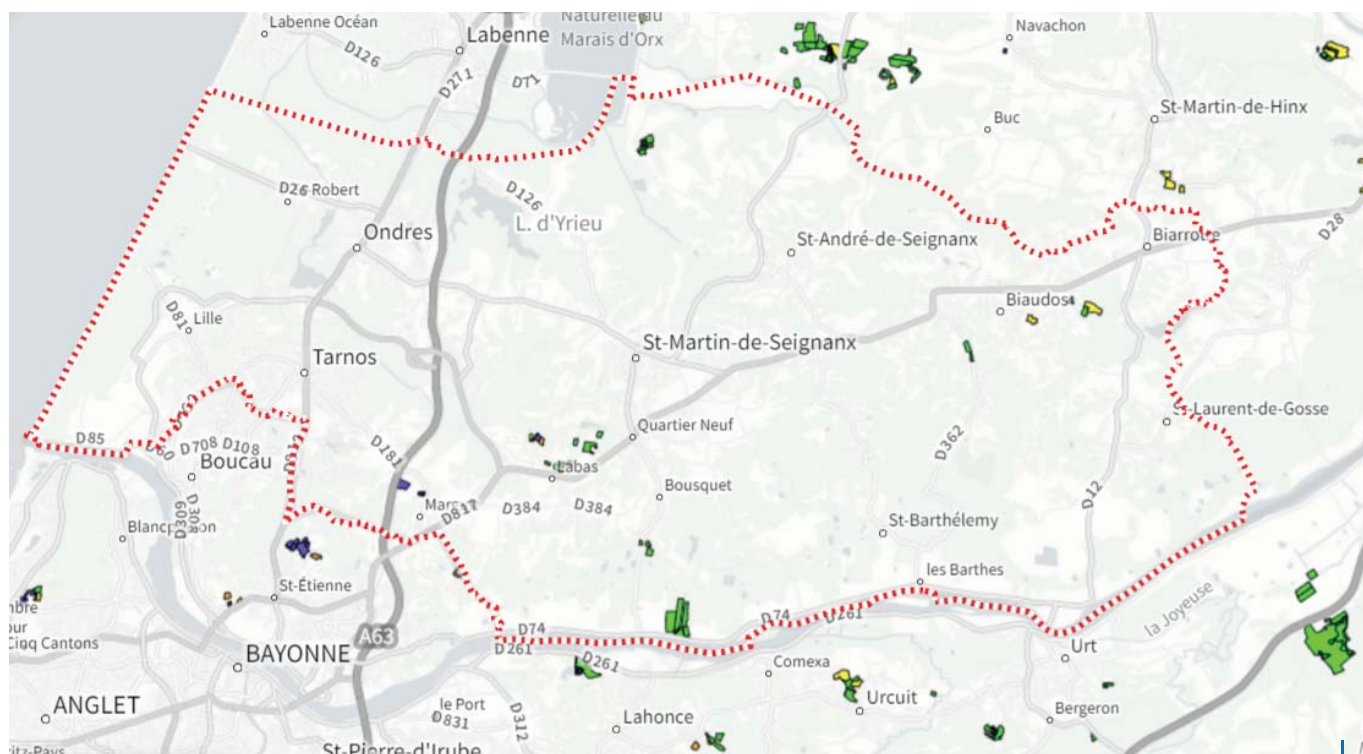 Labenne Océan
Naturelle du
Marais d'Orx
Navachon
Labenne
D126
D271
D71
St-Martin-de-Hinx
Buc
D26
Robert
D126
L. d'Yrieu
Ondres
St-André-de-Seignanx
Biarrotte
D28
Biaudos
D81
Lille
St-Martin-de-Seignanx
Tarnos
St-Laurent-de-Gosse
Quartier Neuf
D85
D60
D708
D108
D181
D362
Boucau
Labas
Bousquet
D12
D308
D309
D817
D384
D384
St-Barthélemy
les Barthes
St-Étienne
la Joyeuse
Cinq Cantons
A63
D74
D74
D261
D261
D261
BAYONNE
Comexa
Urt
ANGLET
le Port
D831
D312
Lahonce
Urcuit
Bergeron
St-Pierre-d'Irube